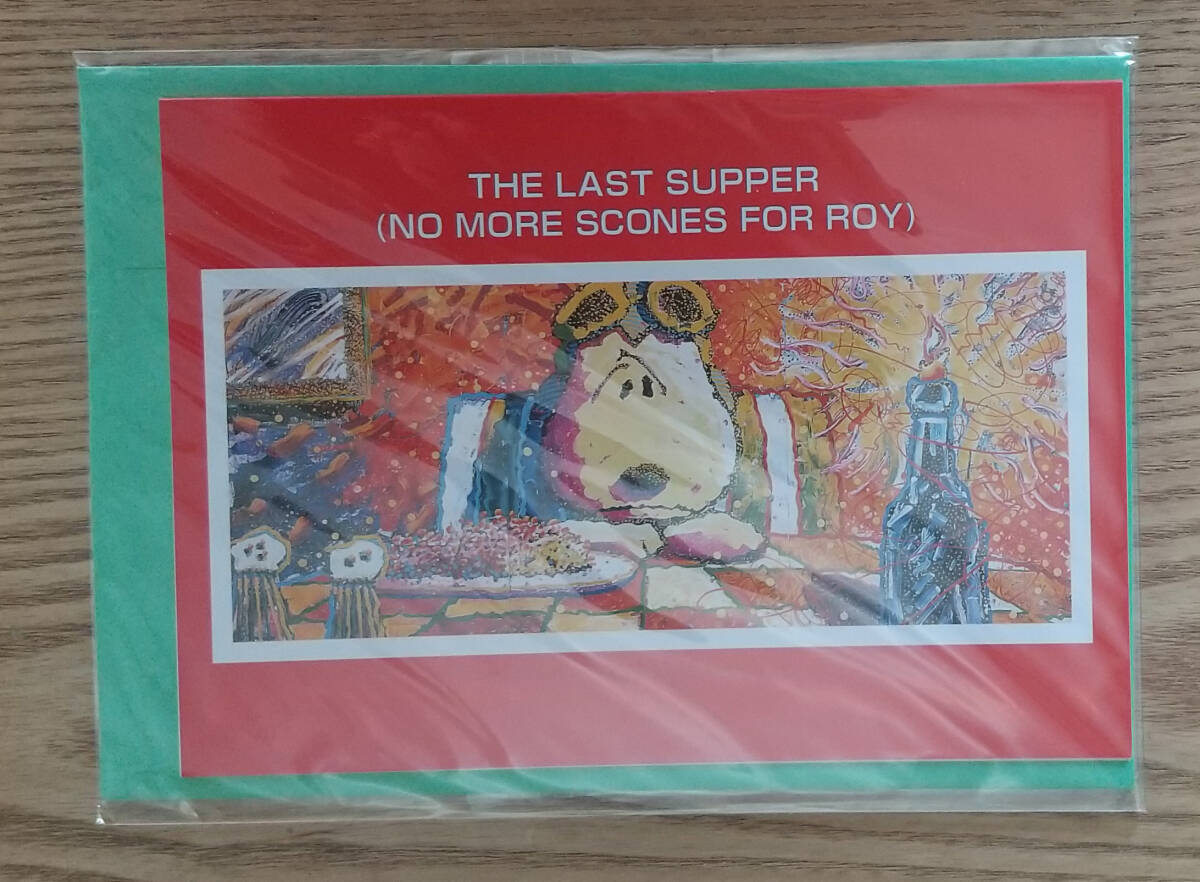 THE LAST SUPPER
(NO MORE SCONES FOR ROY)